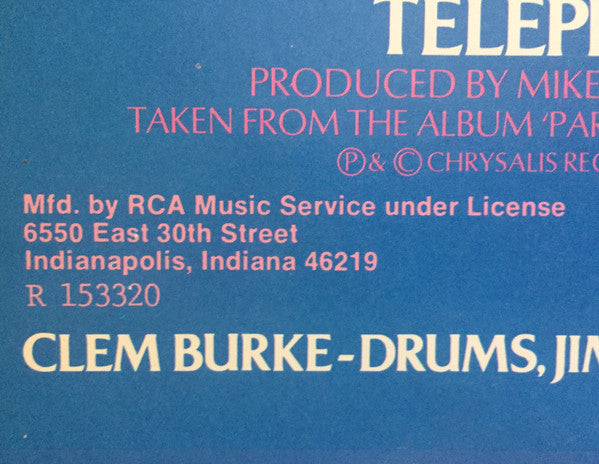 TELEP
PRODUCED BY MIKE
TAKEN FROM THE ALBUM 'PAR
Ⓟ & © CHRYSALIS REC
Mfd. by RCA Music Service under License
6550 East 30th Street
Indianapolis, Indiana 46219
R 153320
CLEM BURKE-DRUMS, JIM